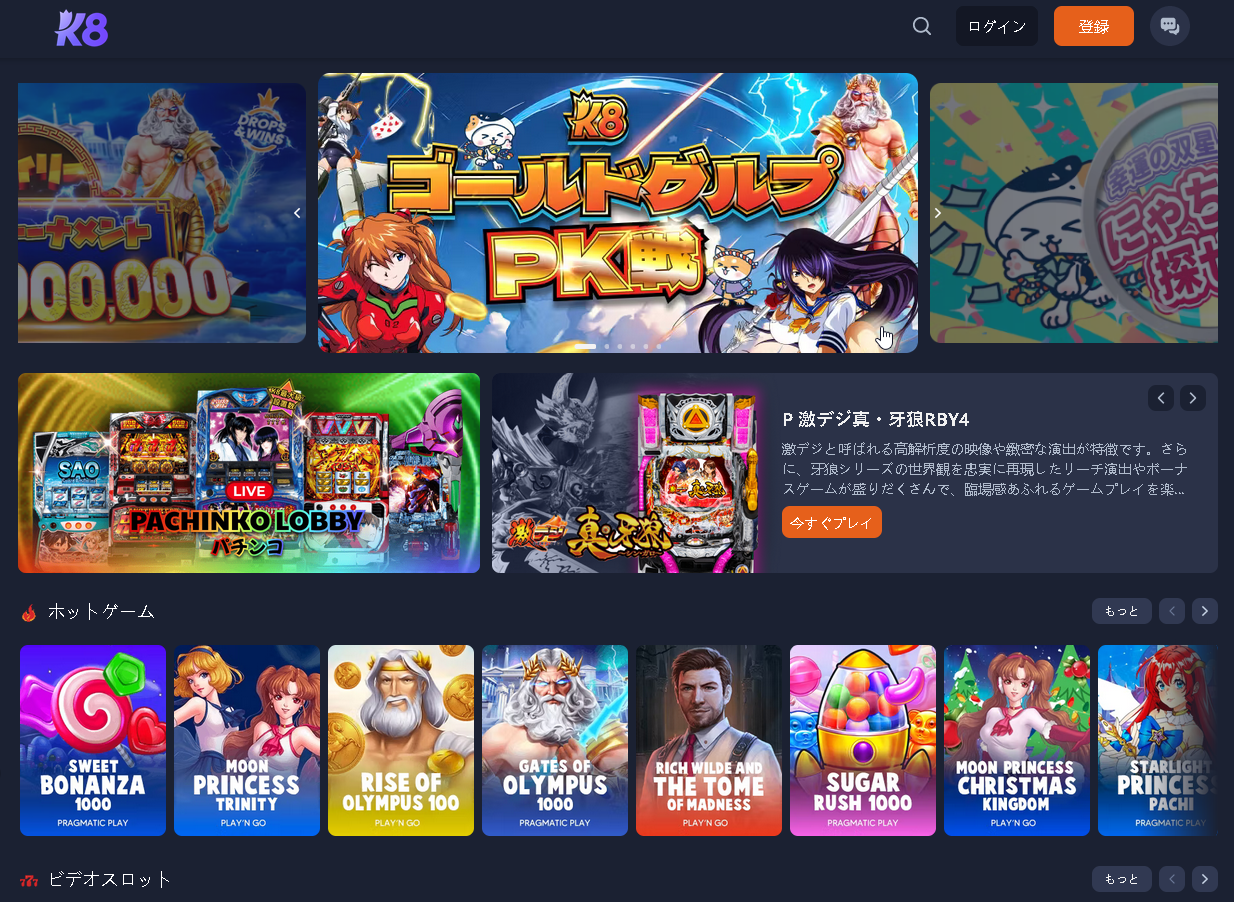 K8
ログイン
登録
DROPS
& WINS
イリー
トーナメント
000,000
K8
ゴールドグループ
PK戦
幸運の双星
にゃち
探せ
SAO
LIVE
PACHINKO LOBBY
パチンコ
激デジ
真・牙狼
P 激デジ真・牙狼RBY4
激デジと呼ばれる高解析度の映像や緻密な演出が特徴です。さら
に、牙狼シリーズの世界観を忠実に再現したリーチ演出やボーナ
スゲームが盛りだくさんで、臨場感あふれるゲームプレイを楽...
今すぐプレイ
ホットゲーム
もっと
SWEET
BONANZA
1000
PRAGMATIC PLAY
MOON
PRINCESS
TRINITY
PLAY'N GO
RISE OF
OLYMPUS 100
PLAY'N GO
GATES OF
OLYMPUS
1000
PRAGMATIC PLAY
RICH WILDE AND
THE TOME
OF MADNESS
PLAY'N GO
SUGAR
RUSH 1000
PRAGMATIC PLAY
MOON PRINCESS
CHRISTMAS
KINGDOM
PLAY'N GO
STARLIGHT
PRINCESS
PACHI
PRAGMATIC PLAY
777
ビデオスロット
もっと